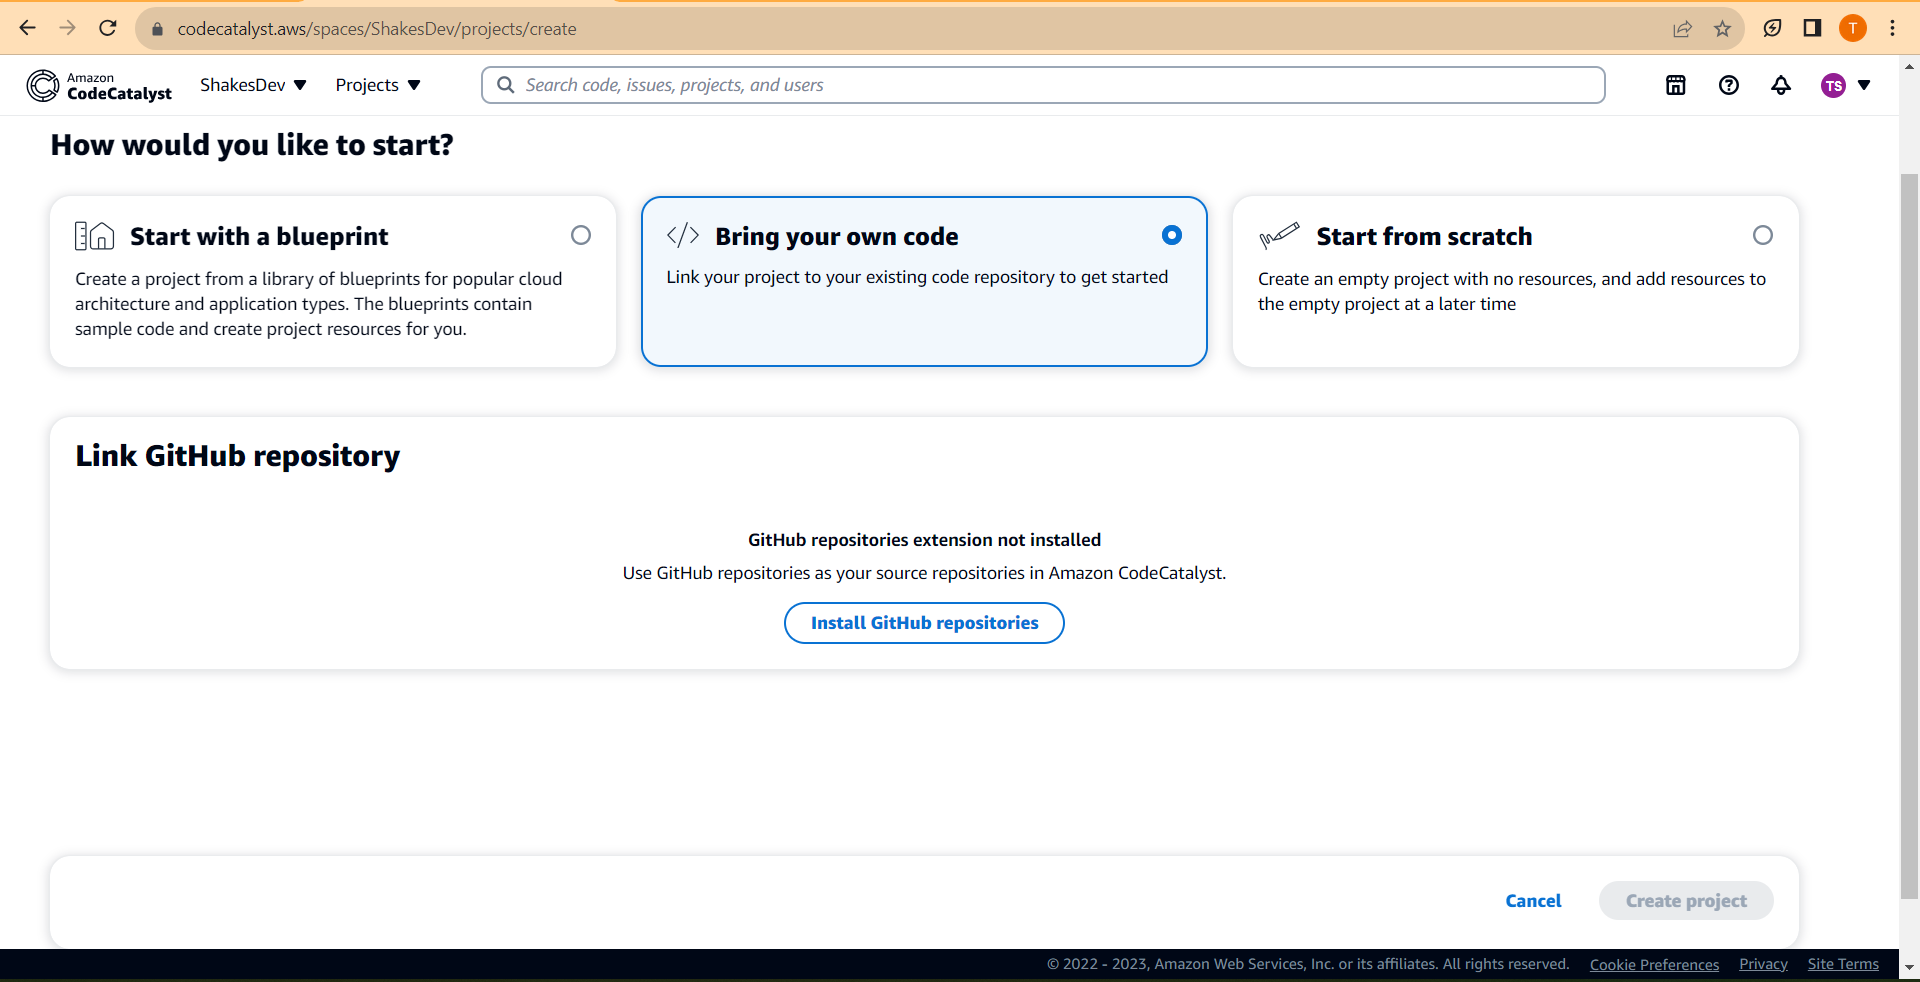 codecatalyst.aws/spaces/ShakesDev/projects/create
T
Amazon
CodeCatalyst
ShakesDev
Projects
Search code, issues, projects, and users
TS
How would you like to start?
Start with a blueprint
Create a project from a library of blueprints for popular cloud
architecture and application types. The blueprints contain
sample code and create project resources for you.
Bring your own code
Link your project to your existing code repository to get started
Start from scratch
Create an empty project with no resources, and add resources to
the empty project at a later time
Link GitHub repository
GitHub repositories extension not installed
Use GitHub repositories as your source repositories in Amazon CodeCatalyst.
Install GitHub repositories
Cancel
Create project
© 2022 - 2023, Amazon Web Services, Inc. or its affiliates. All rights reserved.
Cookie Preferences
Privacy
Site Terms